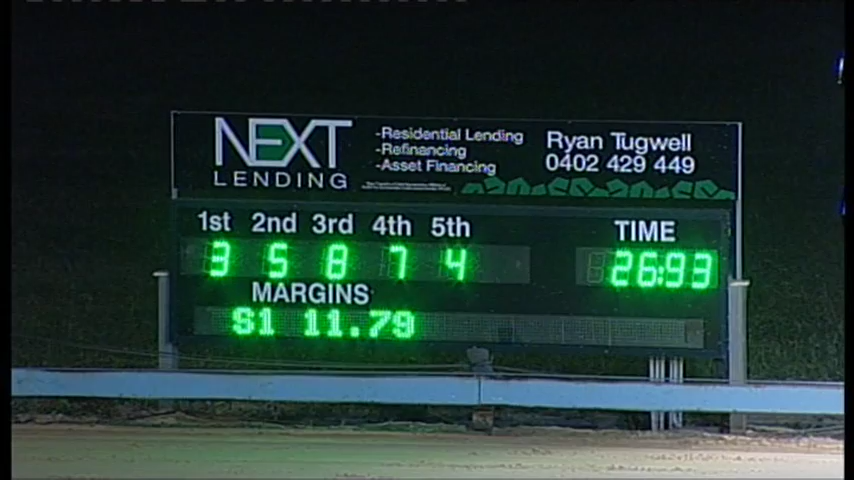 NEXT
LENDING
-Residential Lending
-Refinancing
-Asset Financing
Ryan Tugwell
0402 429 449
1st 2nd 3rd 4th 5th TIME
3 5 8 7 4 26:93
MARGINS
S1 11.79